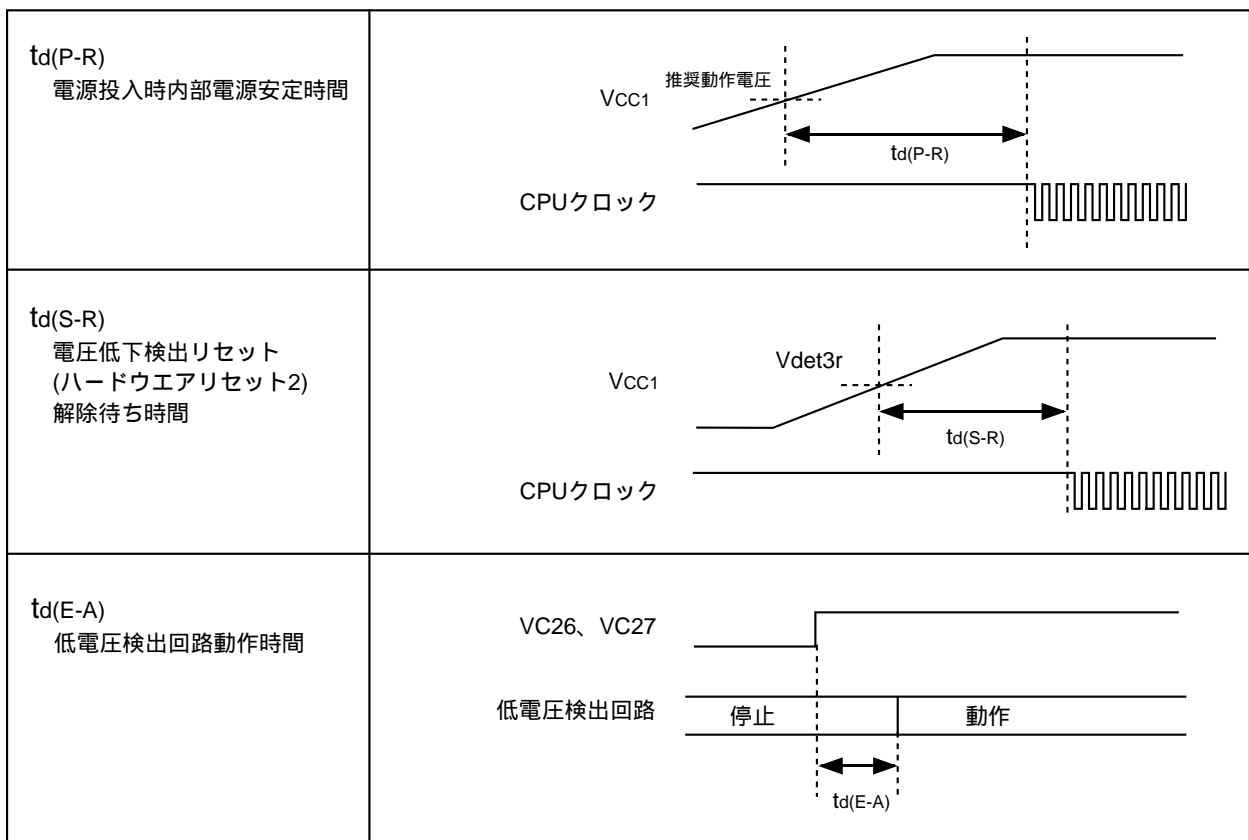 td(P-R)
電源投入時内部電源安定時間
推奨動作電圧
VCC1
td(P-R)
CPUクロック
td(S-R)
電圧低下検出リセット
(ハードウエアリセット2)
解除待ち時間
Vdet3r
VCC1
td(S-R)
CPUクロック
td(E-A)
低電圧検出回路動作時間
VC26、VC27
低電圧検出回路
停止
動作
td(E-A)